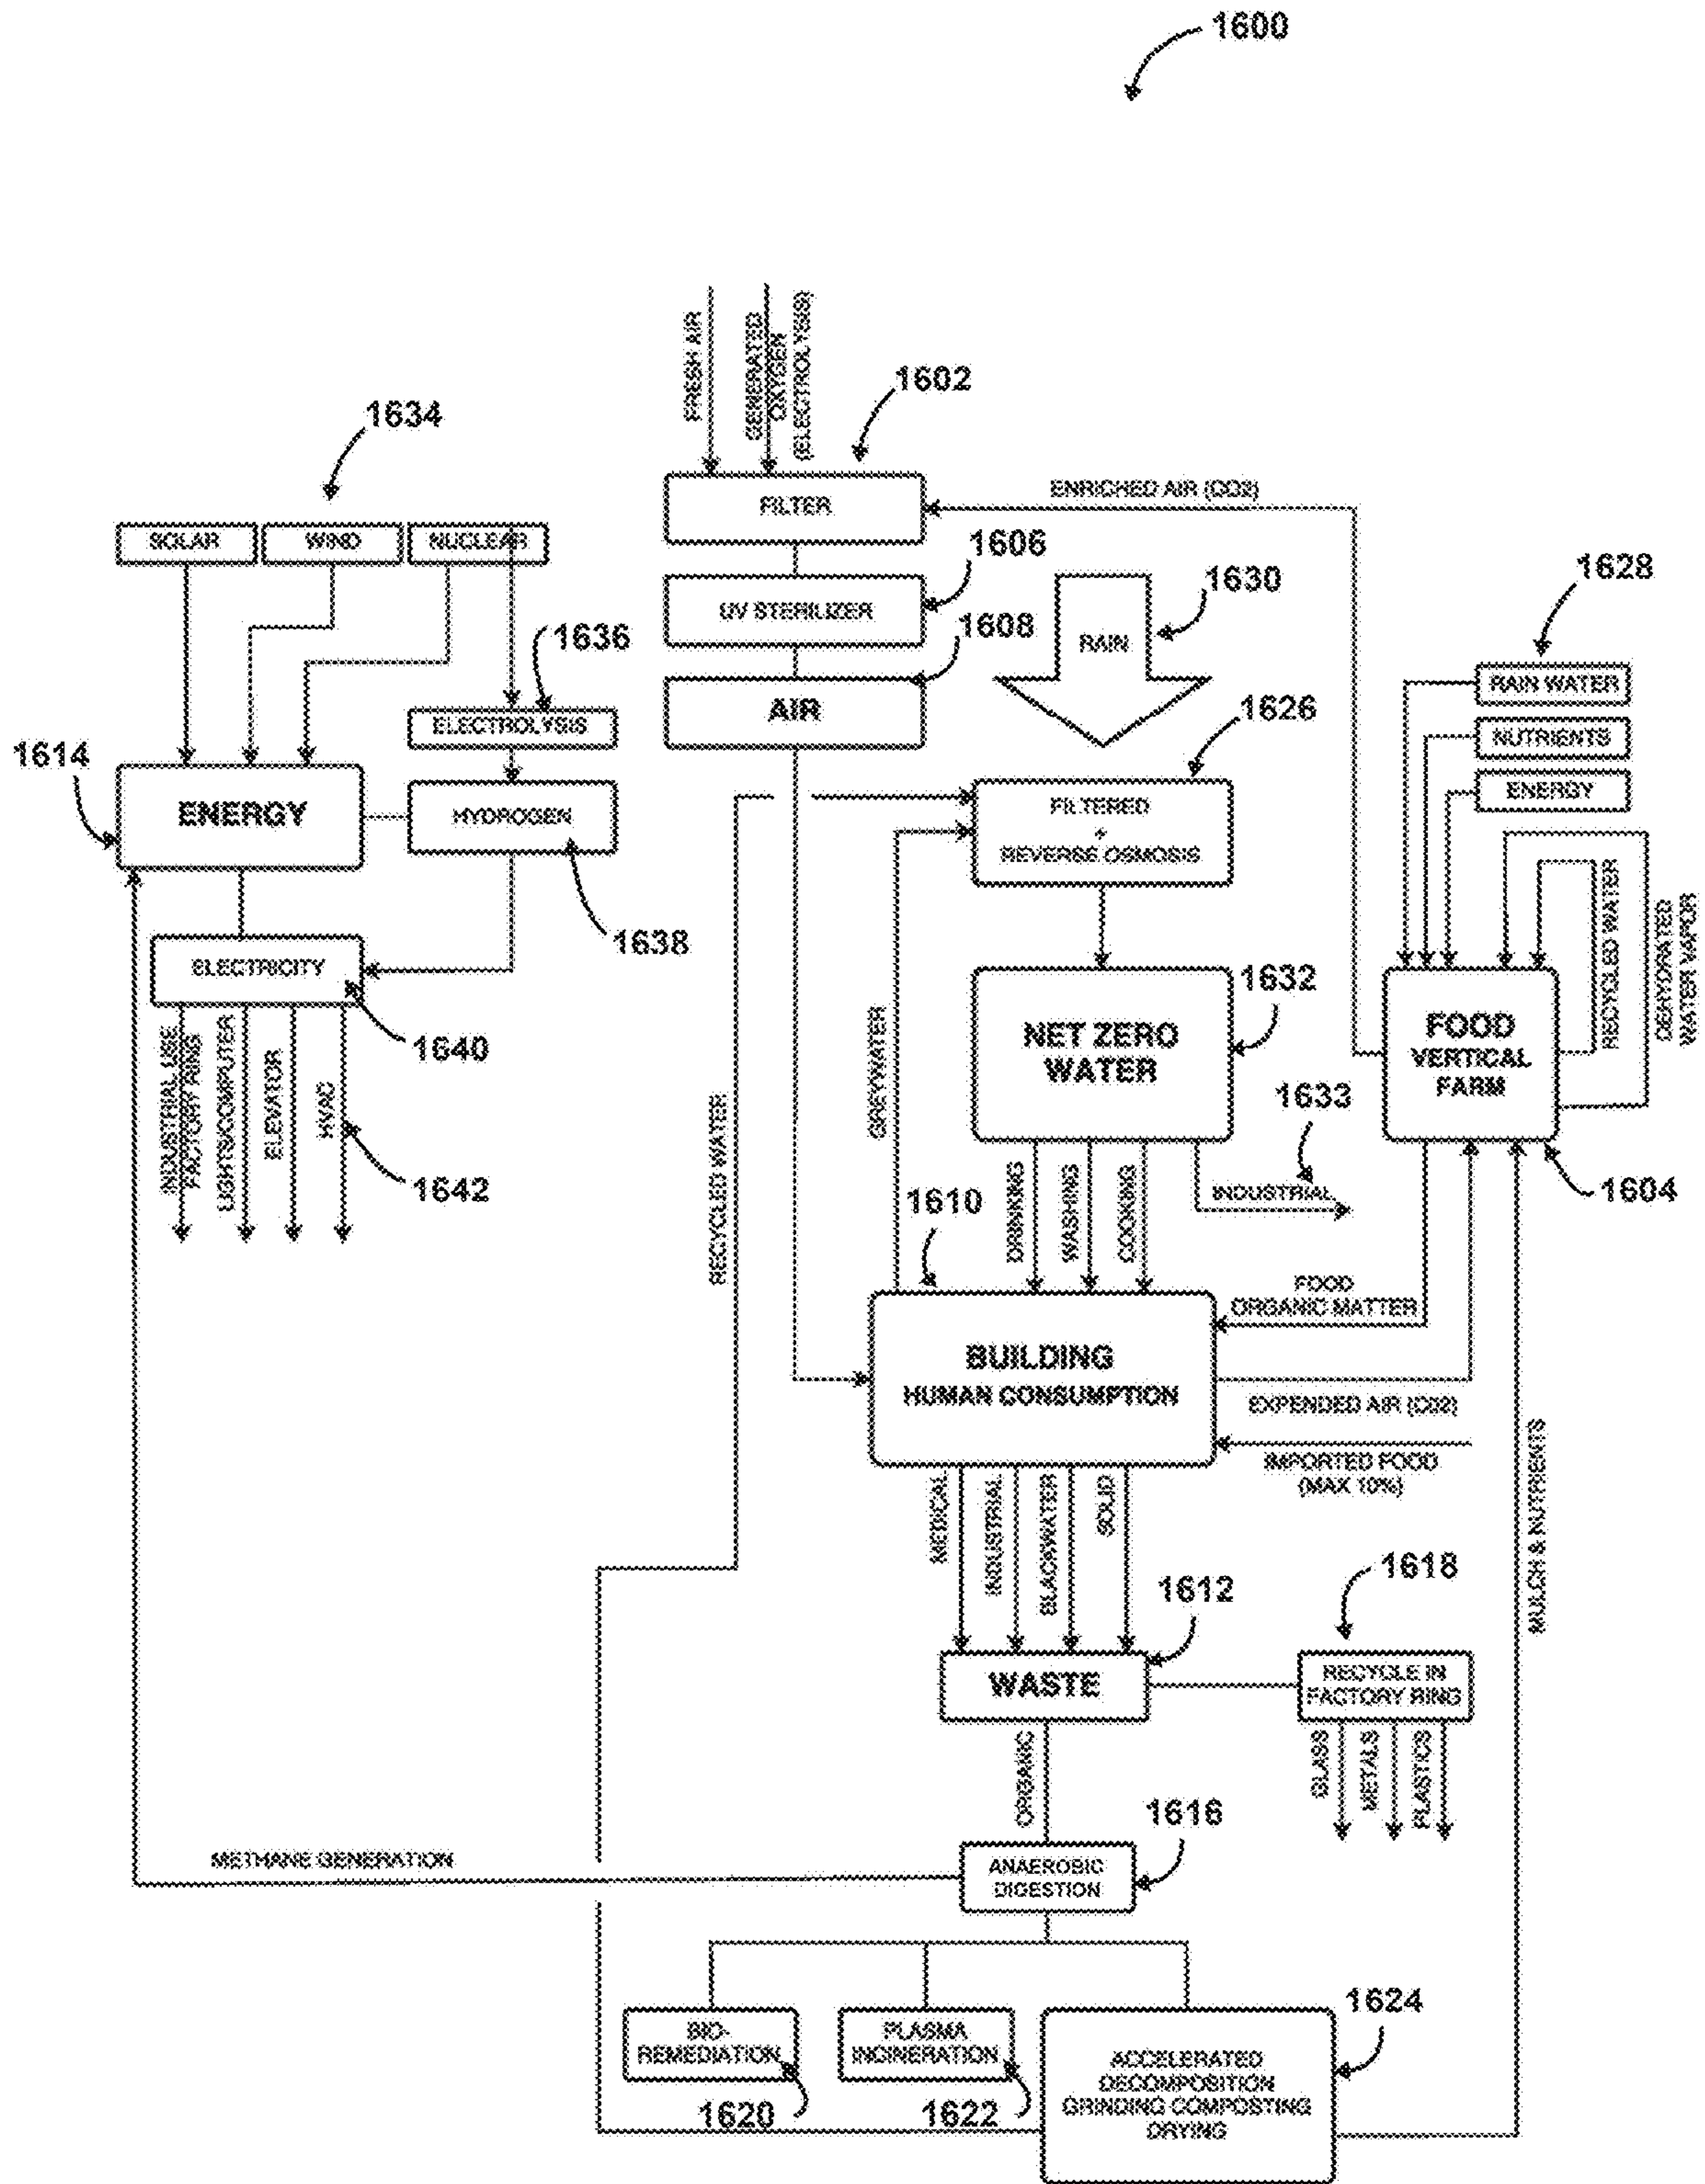 1600
FRESH AIR
GENERATED
OXYGEN
(ELECTROLYSIS)
1602
1634
FILTER
ENRICHED AIR (CO2)
SOLAR
WIND
NUCLEAR
1606
UV STERILIZER
1630
RAIN
1628
1636
1608
RAIN WATER
ELECTROLYSIS
AIR
1626
NUTRIENTS
1614
ENERGY
ENERGY
HYDROGEN
FILTERED
+
REVERSE OSMOSIS
1638
RECYCLED WATER
DEHYDRATED
WATER VAPOR
ELECTRICITY
1632
1640
NET ZERO
WATER
FOOD
VERTICAL
FARM
INDUSTRIAL USE
FACTORY RING
LIGHTS/COMPUTER
ELEVATOR
HVAC
1642
RECYCLED WATER
GREYWATER
1633
1610
DRINKING
WASHING
COOKING
INDUSTRIAL
1604
FOOD
ORGANIC MATTER
BUILDING
HUMAN CONSUMPTION
EXPENDED AIR (C02)
IMPORTED FOOD
(MAX 10%)
MULCH & NUTRIENTS
MEDICAL
INDUSTRIAL
BLACKWATER
SOLID
1612
1618
WASTE
RECYCLE IN
FACTORY RING
ORGANIC
GLASS
METALS
PLASTICS
1616
METHANE GENERATION
ANAEROBIC
DIGESTION
1624
BIO-
REMEDIATION
PLASMA
INCINERATION
ACCELERATED
DECOMPOSITION
GRINDING COMPOSTING
DRYING
1620
1622